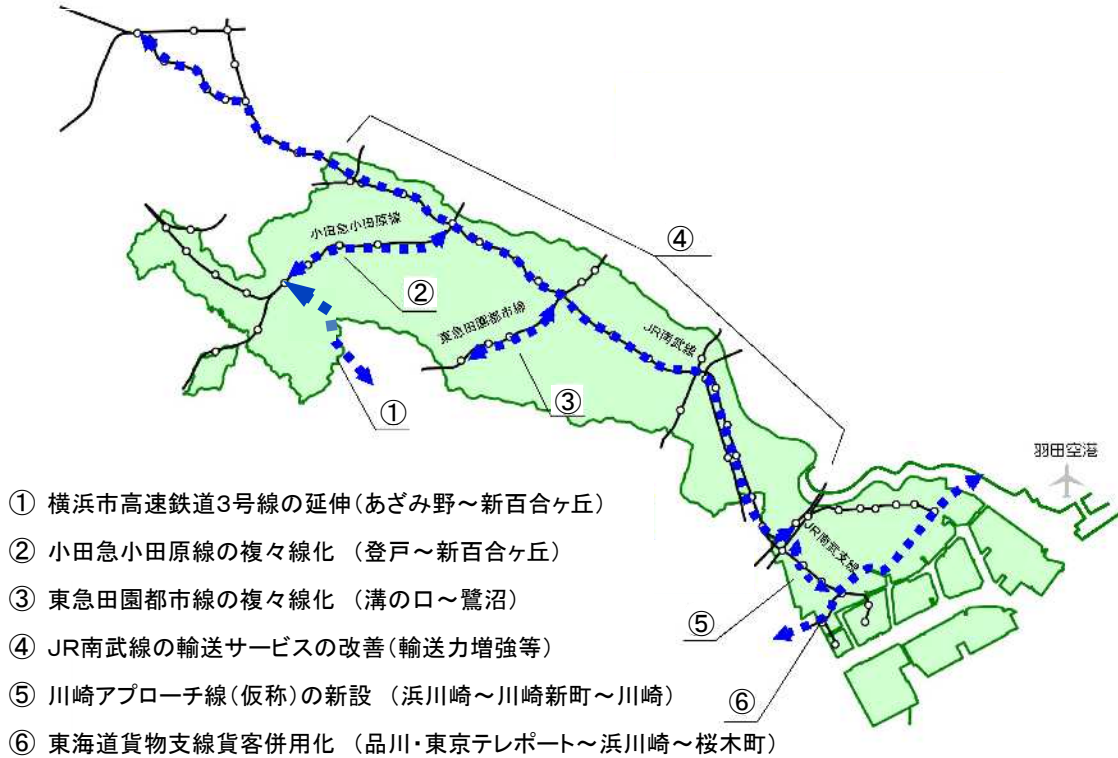 小田急小田原線
④
②
東急田園都市線
JR南武線
③
①
羽田空港
JR南武支線
⑤
⑥
① 横浜市高速鉄道3号線の延伸(あざみ野～新百合ヶ丘)
② 小田急小田原線の複々線化 (登戸～新百合ヶ丘)
③ 東急田園都市線の複々線化 (溝のロ～鷺沼)
④ JR南武線の輸送サービスの改善(輸送力増強等)
⑤ 川崎アプローチ線(仮称)の新設 (浜川崎～川崎新町～川崎)
⑥ 東海道貨物支線貨客併用化 (品川・東京テレポート～浜川崎～桜木町)